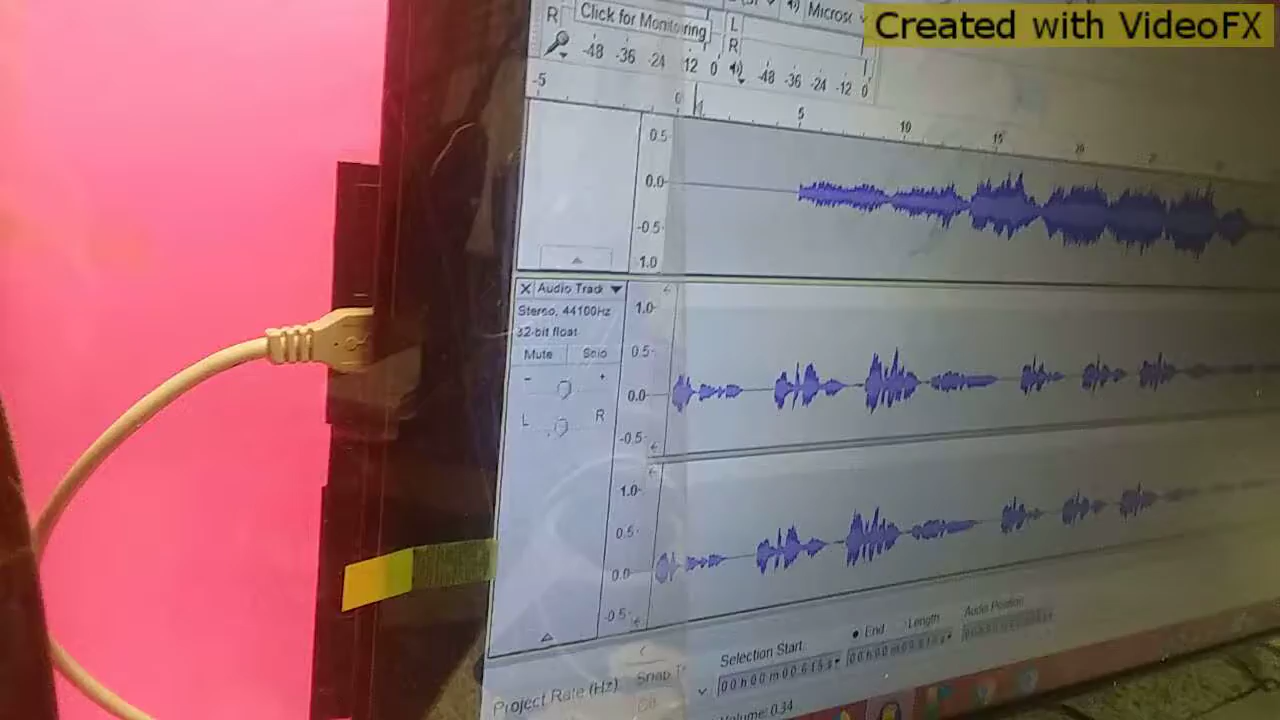 Created with VideoFX
R Click for Monitoring
L
R
-48 -36 -24 -12 0
-48 -36 -24 -12 0
-5 0 5 10 15
0.5
0.0
-0.5
1.0
X Audio Track
Stereo, 44100Hz
32-bit float
Mute Solo
- +
L R
1.0
0.5
0.0
-0.5
1.0
0.5
0.0
-0.5
Project Rate (Hz)
Selection Start
End Length
Audio Position
Volume: 0.34